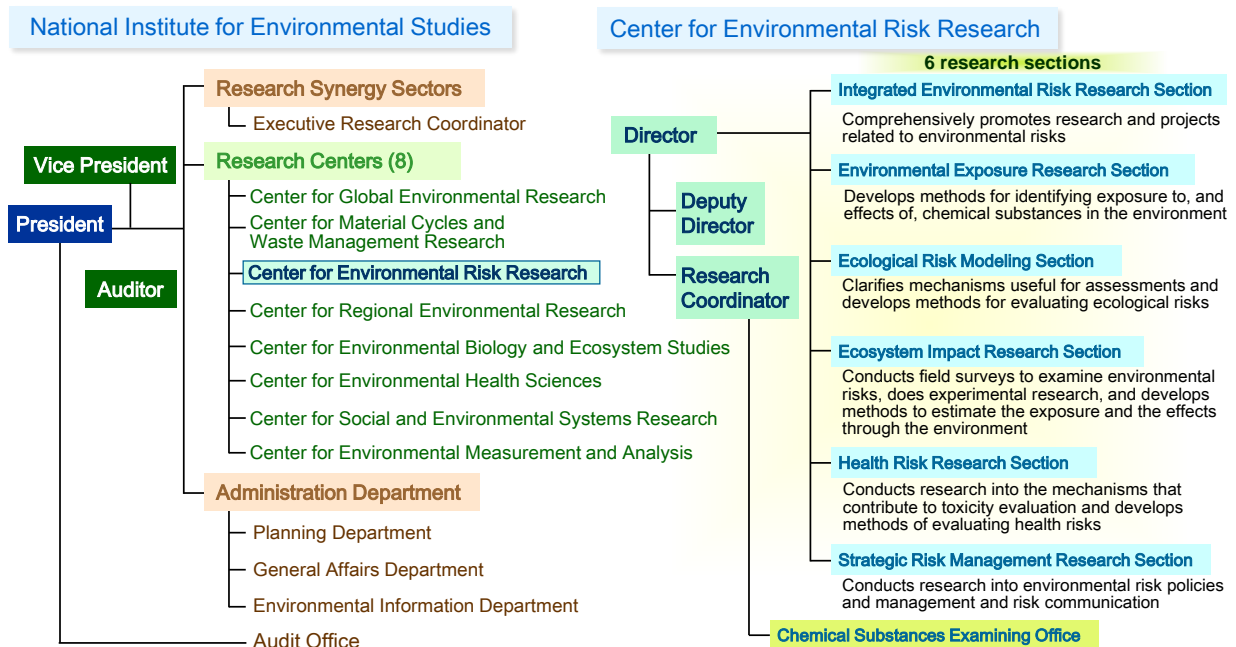 National Institute for Environmental Studies
Research Synergy Sectors
Executive Research Coordinator
Vice President
Research Centers (8)
Center for Global Environmental Research
President
Center for Material Cycles and
Waste Management Research
Auditor
Center for Environmental Risk Research
Center for Regional Environmental Research
Center for Environmental Biology and Ecosystem Studies
Center for Environmental Health Sciences
Center for Social and Environmental Systems Research
Center for Environmental Measurement and Analysis
Administration Department
Planning Department
General Affairs Department
Environmental Information Department
Audit Office
Center for Environmental Risk Research
6 research sections
Director
Deputy
Director
Research
Coordinator
Integrated Environmental Risk Research Section
Comprehensively promotes research and projects
related to environmental risks
Environmental Exposure Research Section
Develops methods for identifying exposure to, and
effects of, chemical substances in the environment
Ecological Risk Modeling Section
Clarifies mechanisms useful for assessments and
develops methods for evaluating ecological risks
Ecosystem Impact Research Section
Conducts field surveys to examine environmental
risks, does experimental research, and develops
methods to estimate the exposure and the effects
through the environment
Health Risk Research Section
Conducts research into the mechanisms that
contribute to toxicity evaluation and develops
methods of evaluating health risks
Strategic Risk Management Research Section
Conducts research into environmental risk policies
and management and risk communication
Chemical Substances Examining Office